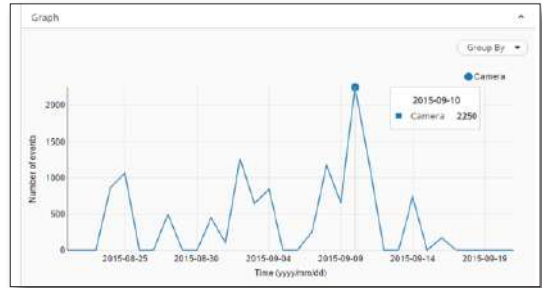 Graph
Group By
Camera
2015-09-10
Camera 2250
2000
1500
1000
500
0
Number of events
2015-08-25 2015-08-30 2015-09-04 2015-09-09 2015-09-14 2015-09-19
Time (yyyy/mm/dd)